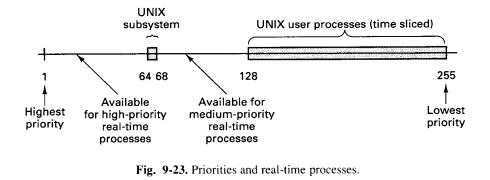 UNIX
subsystem
UNIX user processes (time sliced)
1
64 68
128
255
Highest
priority
Available
for high-priority
real-time
processes
Available for
medium-priority
real-time
processes
Lowest
priority
Fig. 9-23. Priorities and real-time processes.